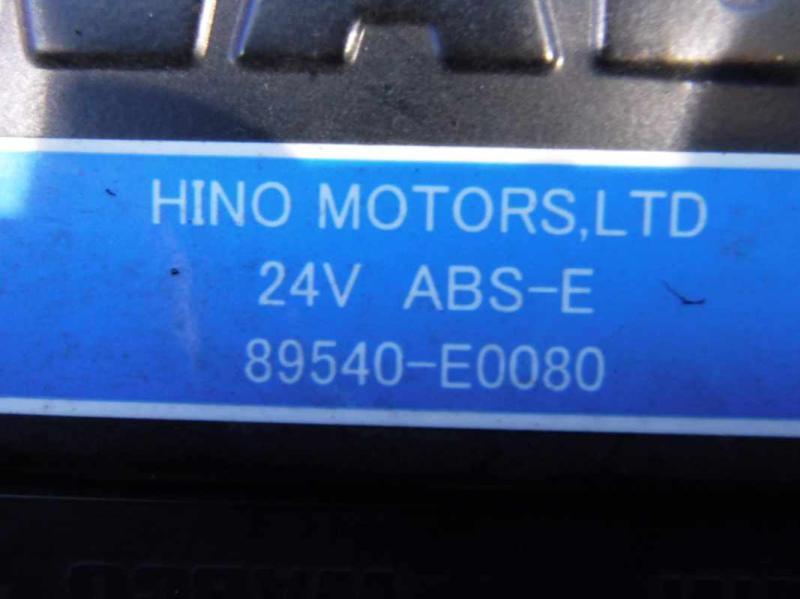 HINO MOTORS,LTD
24V ABS-E
89540-E0080